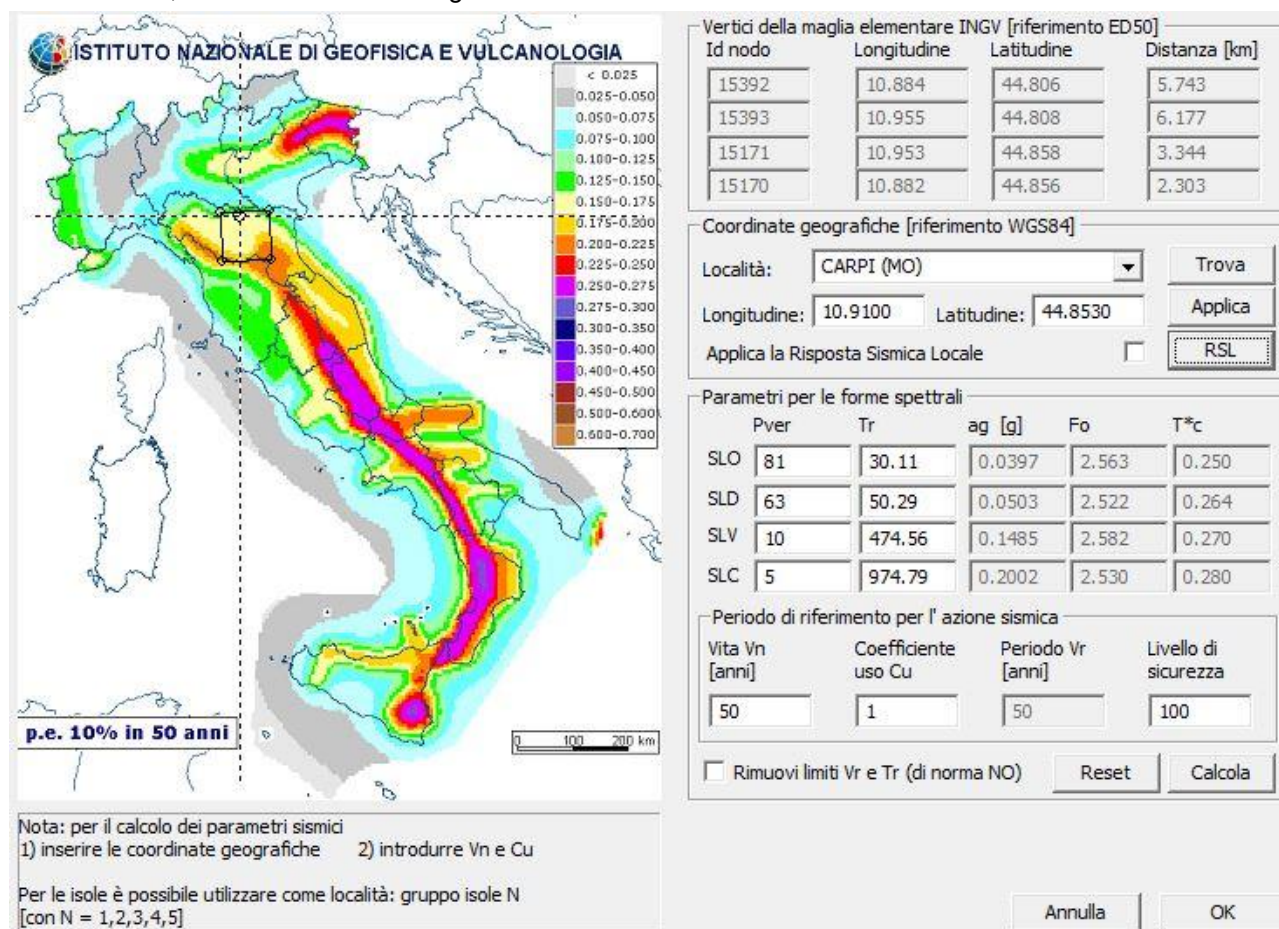 ISTITUTO NAZIONALE DI GEOFISICA E VULCANOLOGIA
< 0.025
0.025-0.050
0.050-0.075
0.075-0.100
0.100-0.125
0.125-0.150
0.150-0.175
0.175-0.200
0.200-0.225
0.225-0.250
0.250-0.275
0.275-0.300
0.300-0.350
0.350-0.400
0.400-0.450
0.450-0.500
0.500-0.600
0.600-0.700
p.e. 10% in 50 anni
0 100 200 km
Nota: per il calcolo dei parametri sismici
1) inserire le coordinate geografiche 2) introdurre Vn e Cu
Per le isole è possibile utilizzare come località: gruppo isole N
[con N = 1,2,3,4,5]
Vertici della maglia elementare INGV [riferimento ED50]
Id nodo Longitudine Latitudine Distanza [km]
15392 10.884 44.806 5.743
15393 10.955 44.808 6.177
15171 10.953 44.858 3.344
15170 10.882 44.856 2.303
Coordinate geografiche [riferimento WGS84]
Località: CARPI (MO) Trova
Longitudine: 10.9100 Latitudine: 44.8530 Applica
Applica la Risposta Sismica Locale RSL
Parametri per le forme spettrali
Pver Tr ag [g] Fo T*c
SLO 81 30.11 0.0397 2.563 0.250
SLD 63 50.29 0.0503 2.522 0.264
SLV 10 474.56 0.1485 2.582 0.270
SLC 5 974.79 0.2002 2.530 0.280
Periodo di riferimento per l' azione sismica
Vita Vn Coefficiente Periodo Vr Livello di
[anni] uso Cu [anni] sicurezza
50 1 50 100
Rimuovi limiti Vr e Tr (di norma NO) Reset Calcola
Annulla OK